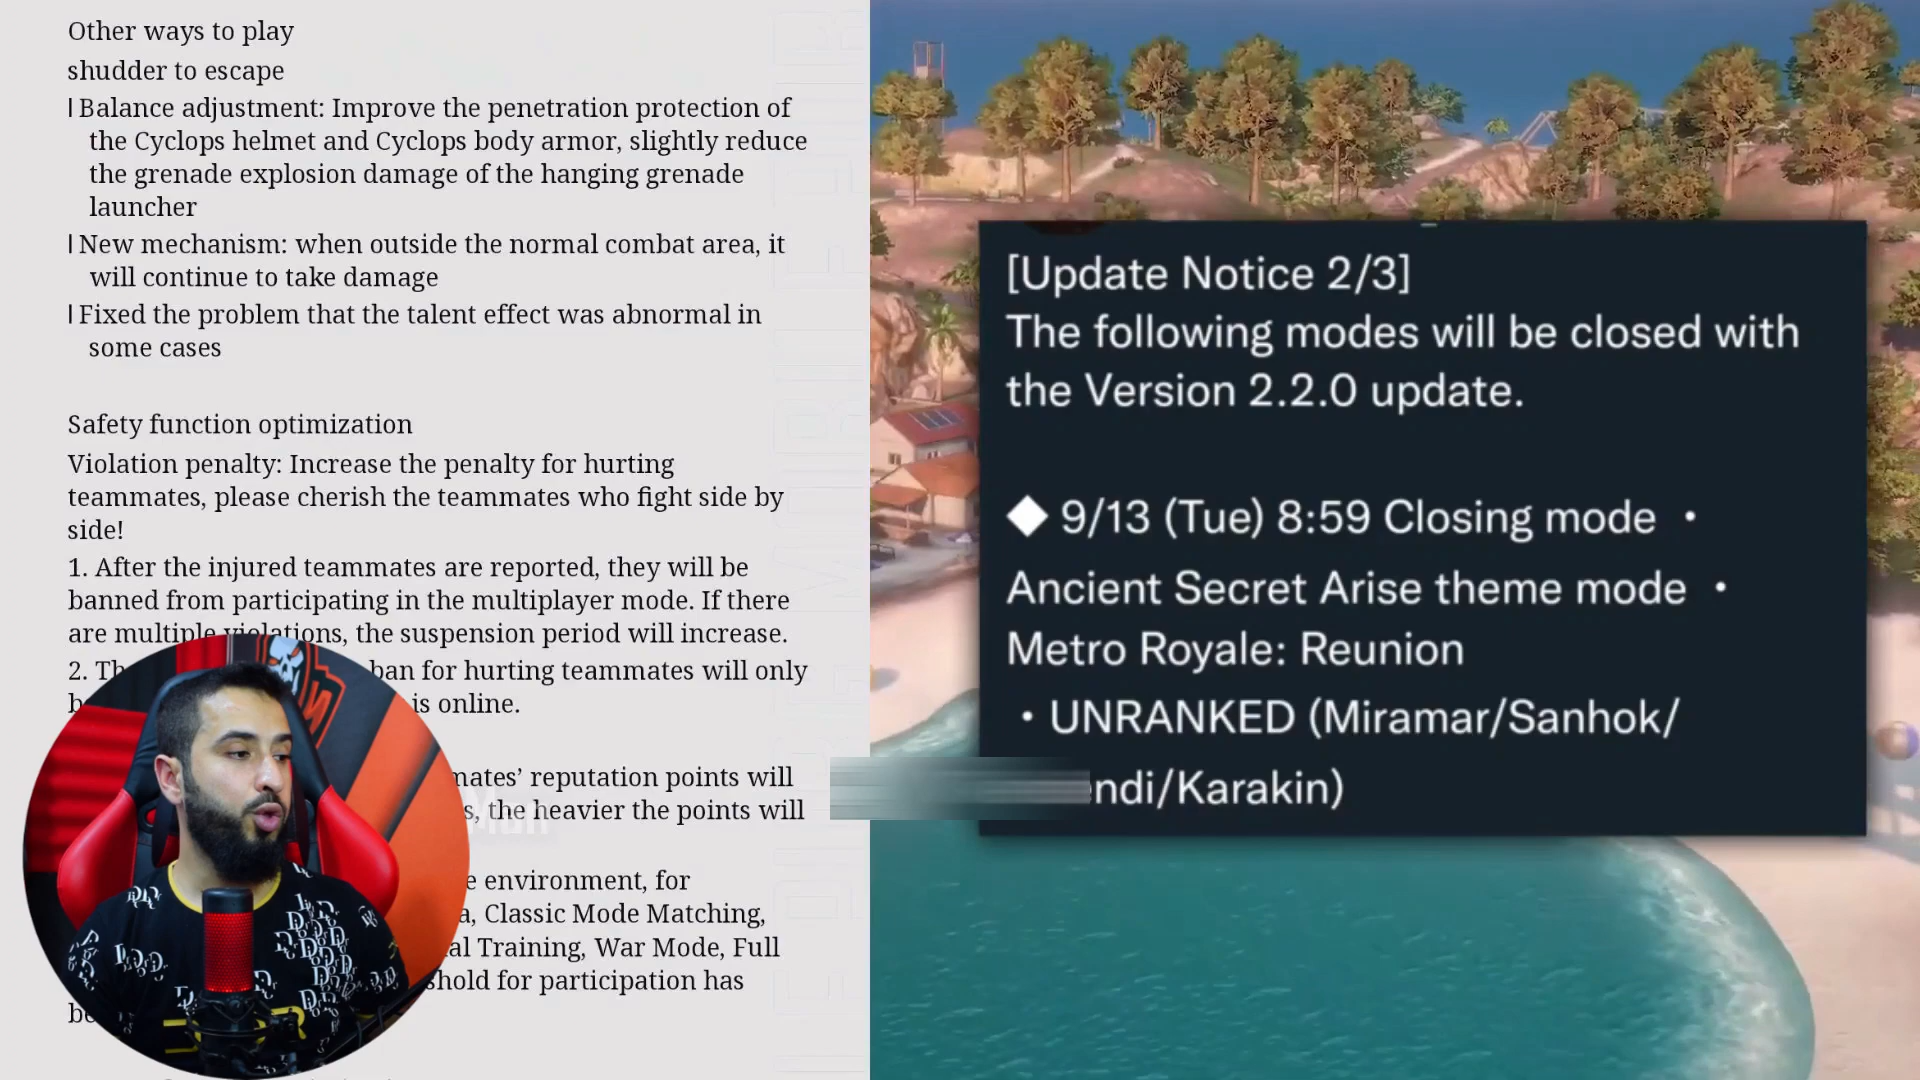 Other ways to play
shudder to escape
l Balance adjustment: Improve the penetration protection of
the Cyclops helmet and Cyclops body armor, slightly reduce
the grenade explosion damage of the hanging grenade
launcher
l New mechanism: when outside the normal combat area, it
will continue to take damage
l Fixed the problem that the talent effect was abnormal in
some cases
Safety function optimization
Violation penalty: Increase the penalty for hurting
teammates, please cherish the teammates who fight side by
side!
1. After the injured teammates are reported, they will be
banned from participating in the multiplayer mode. If there
are multiple violations, the suspension period will increase.
2. ban for hurting teammates will only
is online.
reputation points will
the heavier the points will
environment, for
Classic Mode Matching,
Training, War Mode, Full
for participation has
[Update Notice 2/3]
The following modes will be closed with
the Version 2.2.0 update.
◆ 9/13 (Tue) 8:59 Closing mode •
Ancient Secret Arise theme mode •
Metro Royale: Reunion
• UNRANKED (Miramar/Sanhok/
/Karakin)